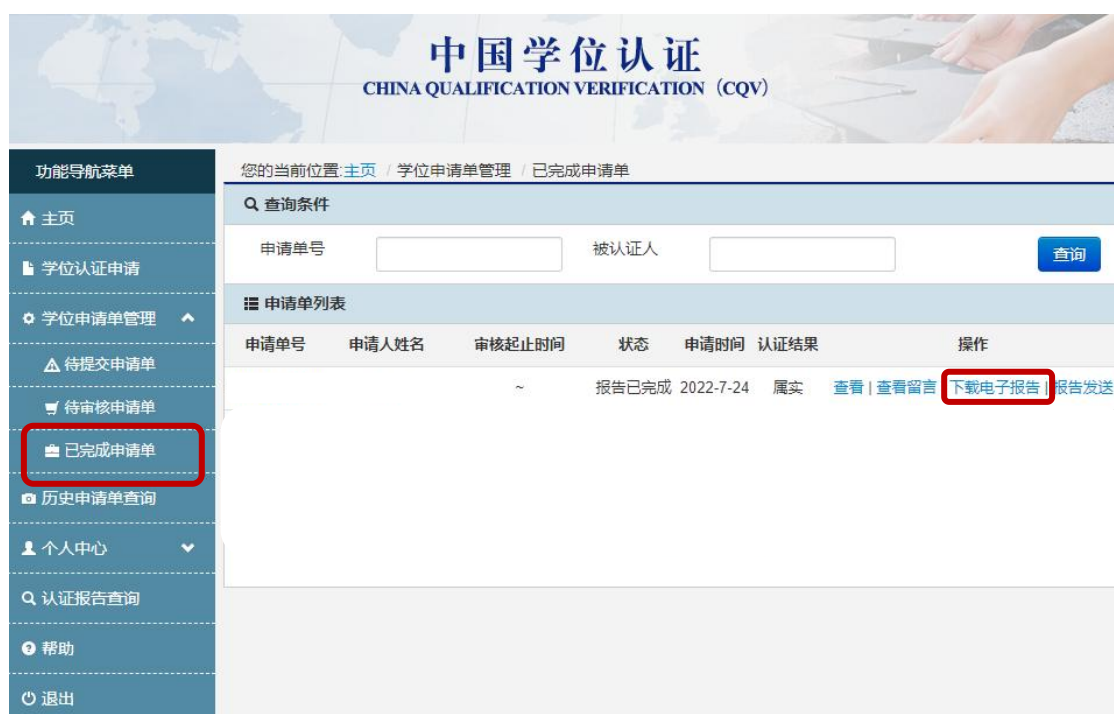 中国学位认证
CHINA QUALIFICATION VERIFICATION（CQV）
功能导航菜单
主页
学位认证申请
学位申请单管理
待提交申请单
待审核申请单
已完成申请单
历史申请单查询
个人中心
认证报告查询
帮助
退出
您的当前位置:主页 / 学位申请单管理 / 已完成申请单
查询条件
申请单号 被认证人 查询
申请单列表
申请单号 申请人姓名 审核起止时间 状态 申请时间 认证结果 操作
~ 报告已完成 2022-7-24 属实 查看 | 查看留言 | 下载电子报告 | 报告发送